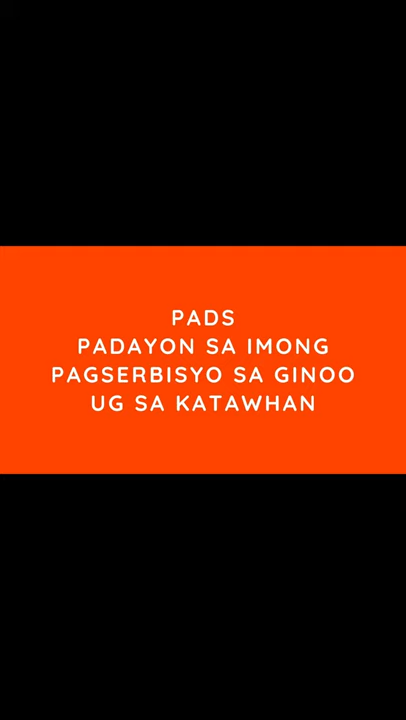 PADS
PADAYON SA IMONG
PAGSERBISYO SA GINOO
UG SA KATAWHAN